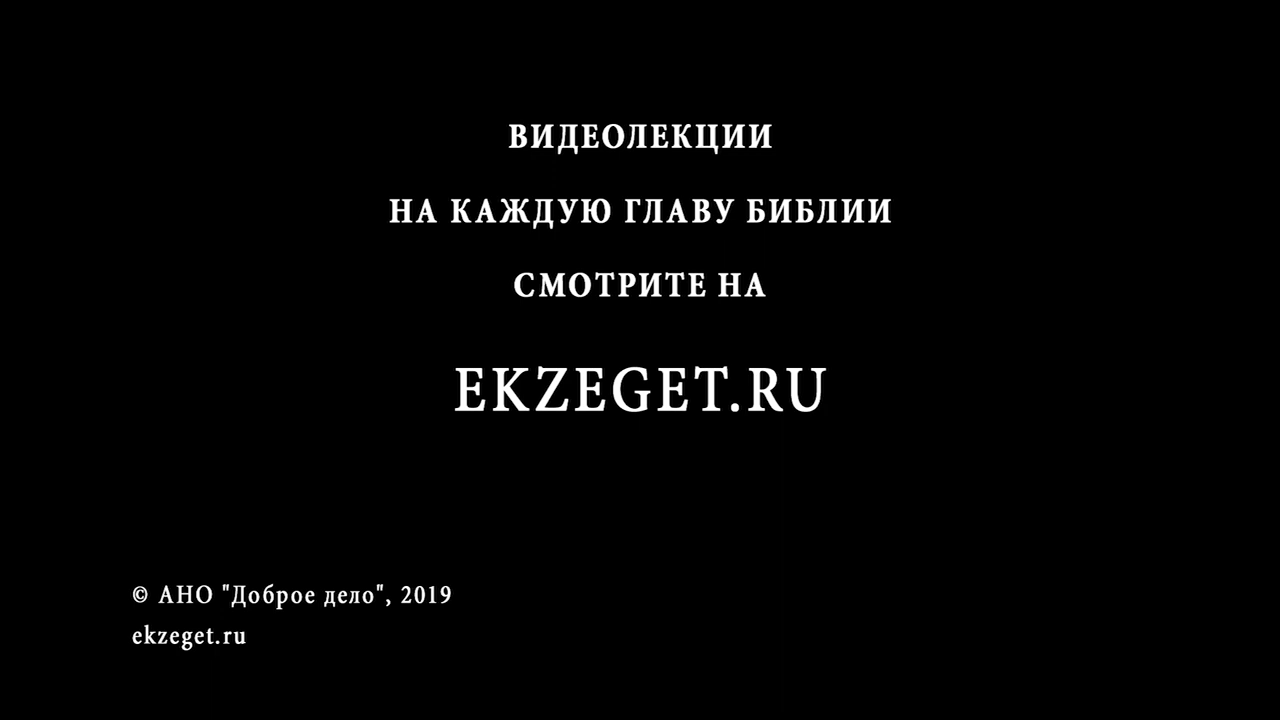 ВИДЕОЛЕКЦИИ
НА КАЖДУЮ ГЛАВУ БИБЛИИ
СМОТРИТЕ НА
EKZEGET.RU
© АНО "Доброе дело", 2019
ekzeget.ru